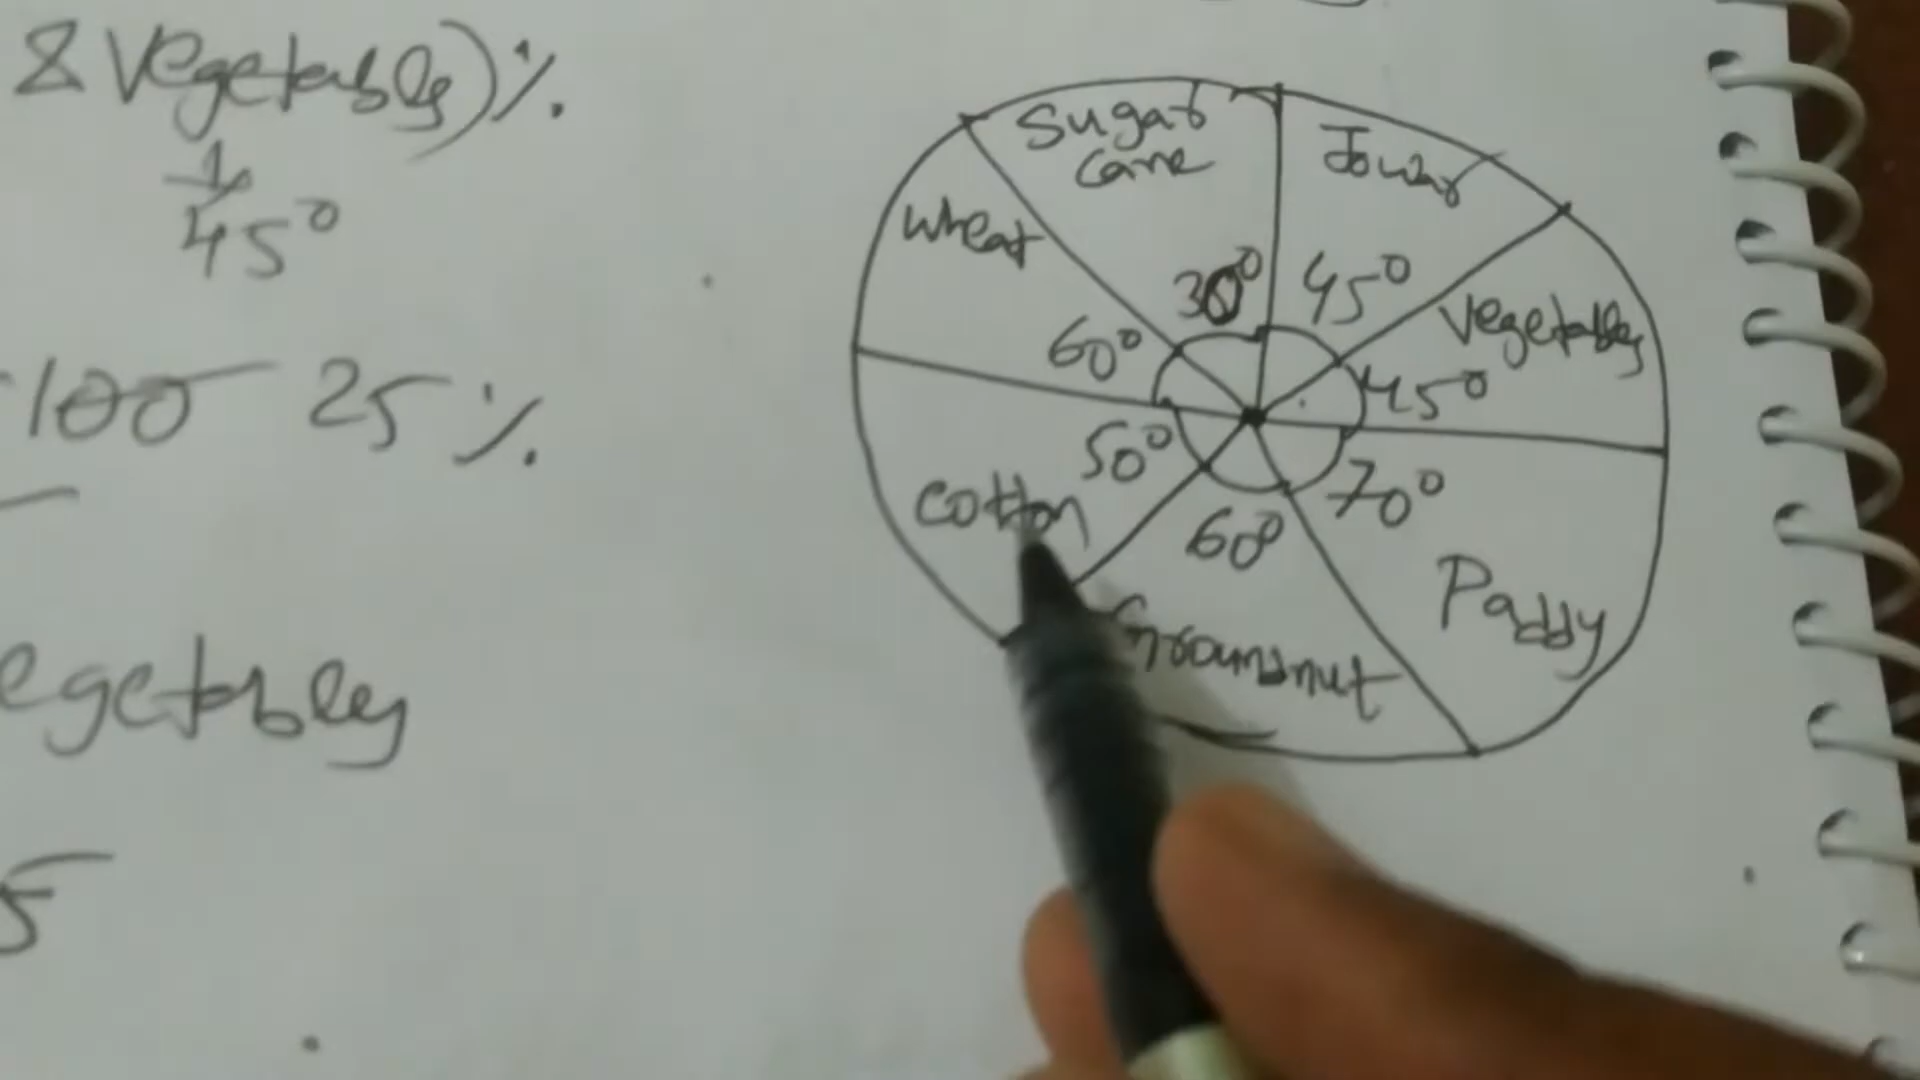 & Vegetables)%
1
45°
100 25%
egetables
5
Sugar
cane
Jowar
Wheat
30° 45°
Vegetables
60°
45°
50°
70°
Cotton
60°
Paddy
Groundnut